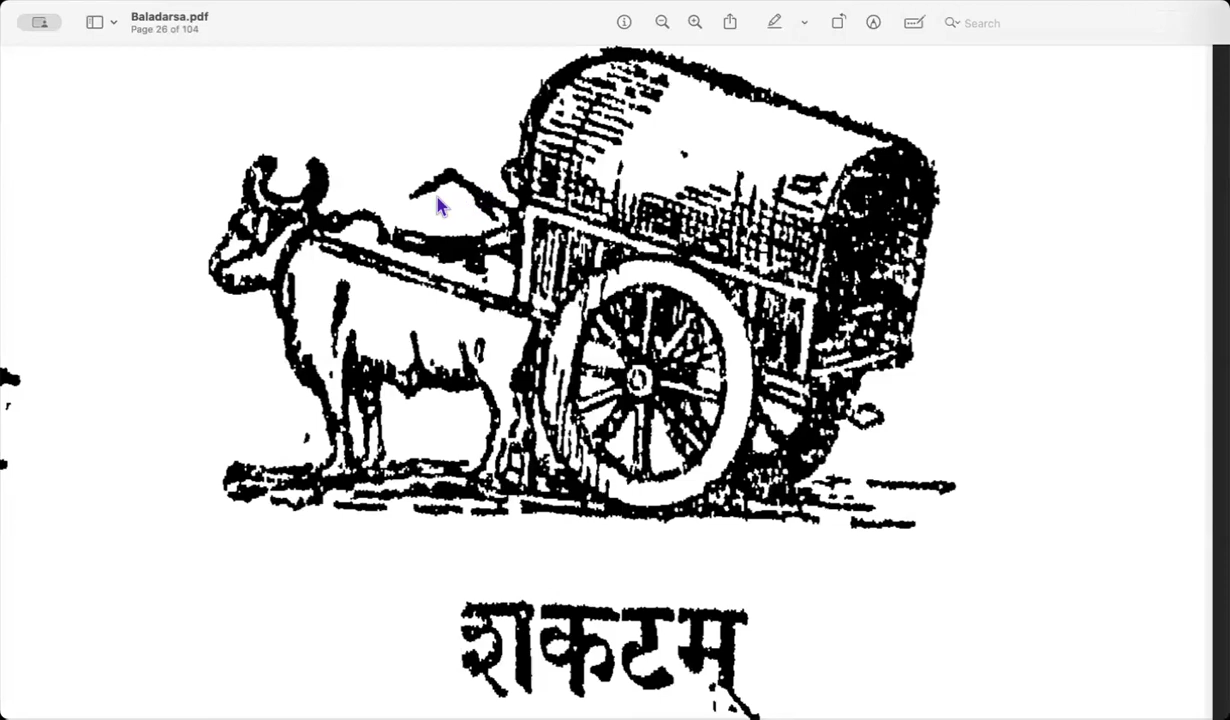 Baladarsa.pdf
Page 26 of 104
Search
शकटम्